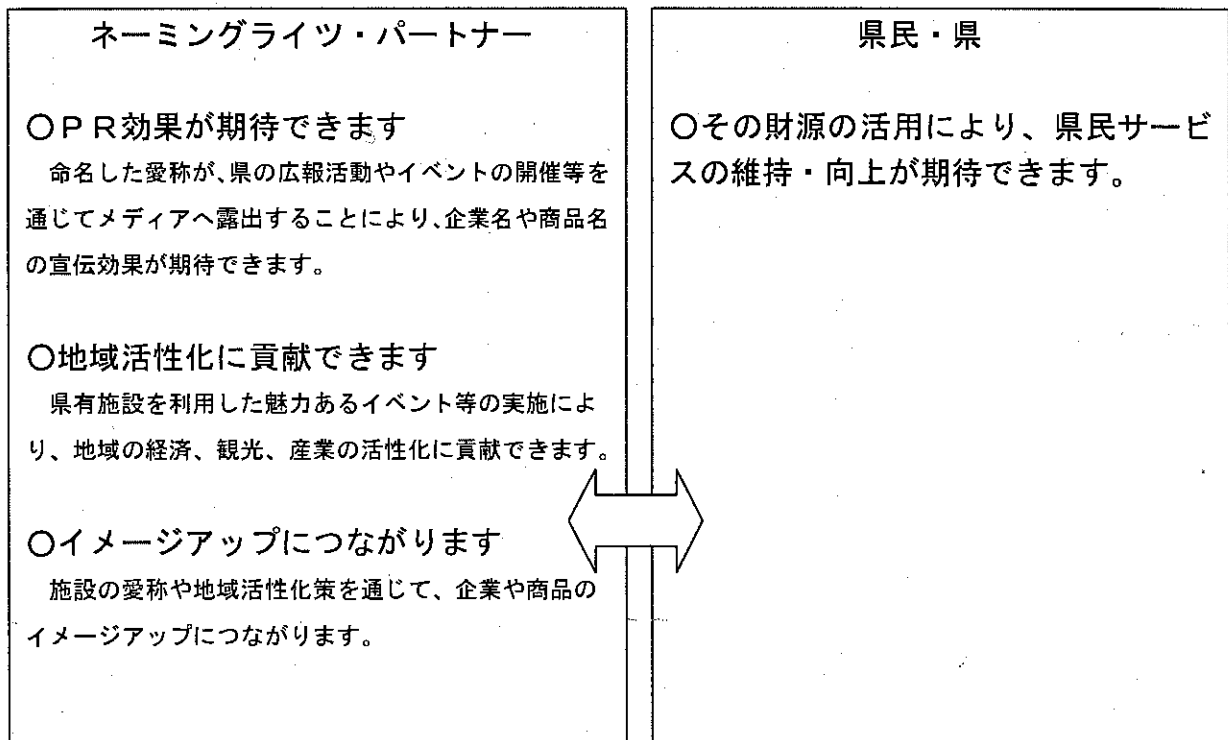 ネーミングライツ・パートナー
○PR効果が期待できます
命名した愛称が、県の広報活動やイベントの開催等を
通じてメディアへ露出することにより、企業名や商品名
の宣伝効果が期待できます。
○地域活性化に貢献できます
県有施設を利用した魅力あるイベント等の実施によ
り、地域の経済、観光、産業の活性化に貢献できます。
○イメージアップにつながります
施設の愛称や地域活性化策を通じて、企業や商品の
イメージアップにつながります。
県民・県
○その財源の活用により、県民サービ
スの維持・向上が期待できます。